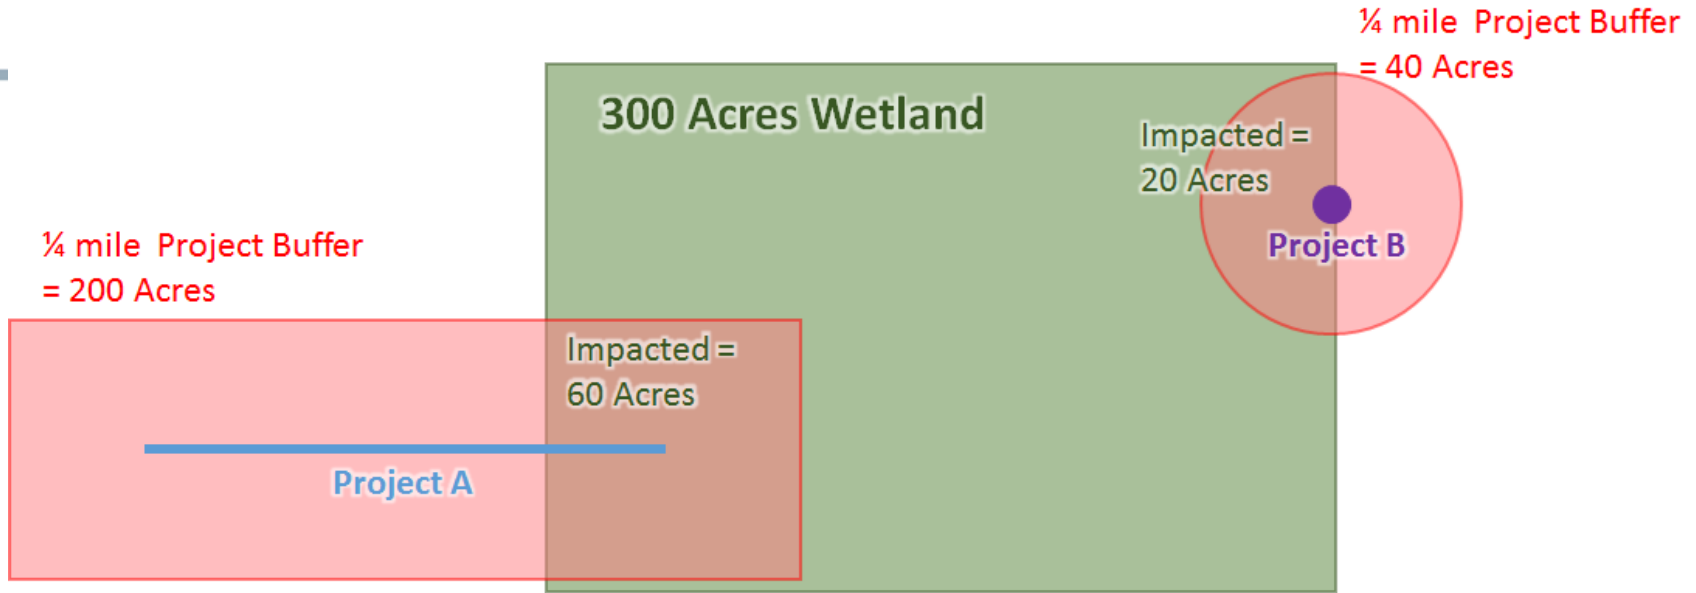 ¼ mile  Project Buffer
= 40 Acres
300 Acres Wetland
Impacted =
20 Acres
Project B
¼ mile  Project Buffer
= 200 Acres
Impacted =
60 Acres
Project A